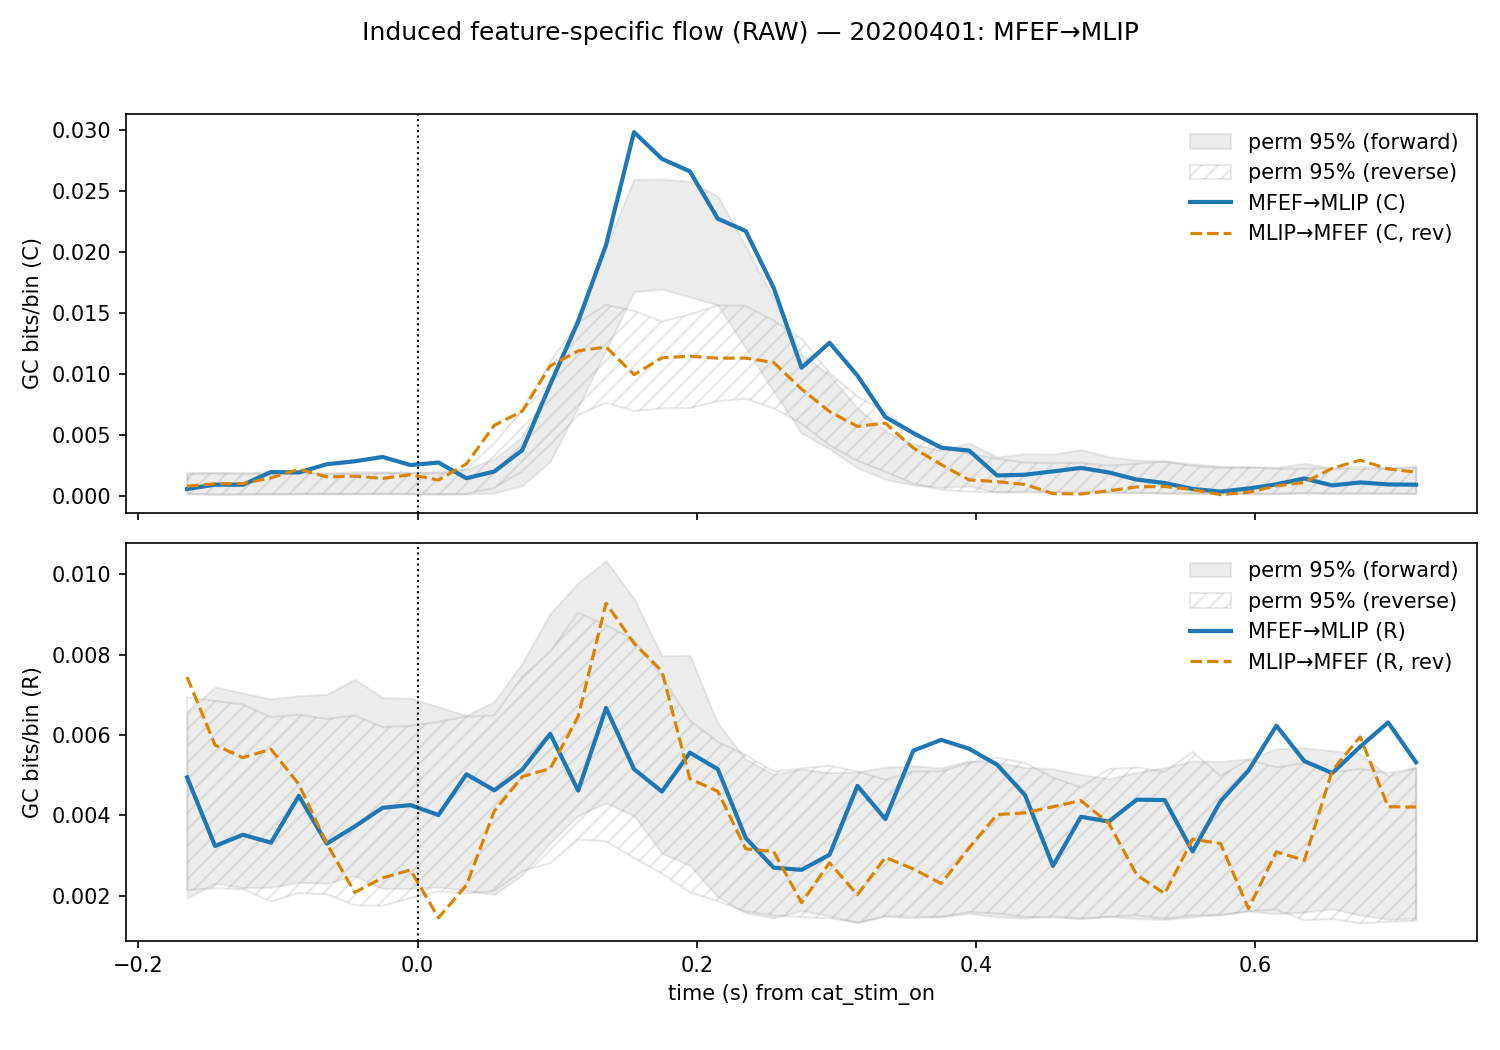 Induced feature-specific flow (RAW) — 20200401: MFEF→MLIP
0.030
0.025
0.020
0.015
0.010
0.005
0.000
GC bits/bin (C)
perm 95% (forward)
perm 95% (reverse)
MFEF→MLIP (C)
MLIP→MFEF (C, rev)
0.010
0.008
0.006
0.004
0.002
GC bits/bin (R)
perm 95% (forward)
perm 95% (reverse)
MFEF→MLIP (R)
MLIP→MFEF (R, rev)
−0.2 0.0 0.2 0.4 0.6
time (s) from cat_stim_on